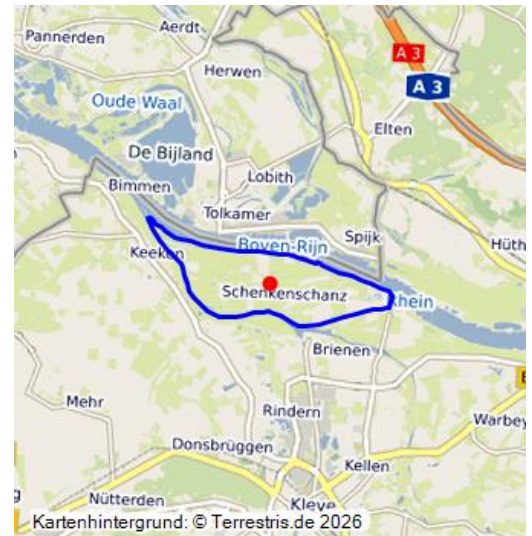 Pannerden
Aerdt
Herwen
A 3
A 3
Oude Waal
Elten
De Bijland
Lobith
Bimmen
Tolkamer
Boven-Rijn
Spijk
Hüth
Keeken
Schenkenschanz
Rhein
Brienen
Mehr
Rindern
Warbey
Donsbrüggen
Kellen
Nütterden
Kleve
Kartenhintergrund: © Terrestris.de 2026